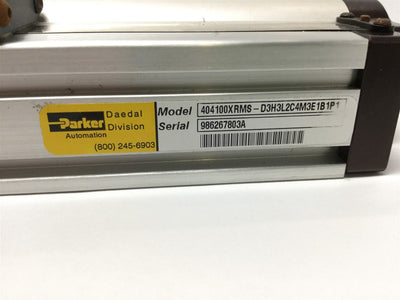 Parker Automation
Daedal Division
(800) 245-6903
Model 404100XRMS-D3H3L2C4M3E1B1P1
Serial 986267803A